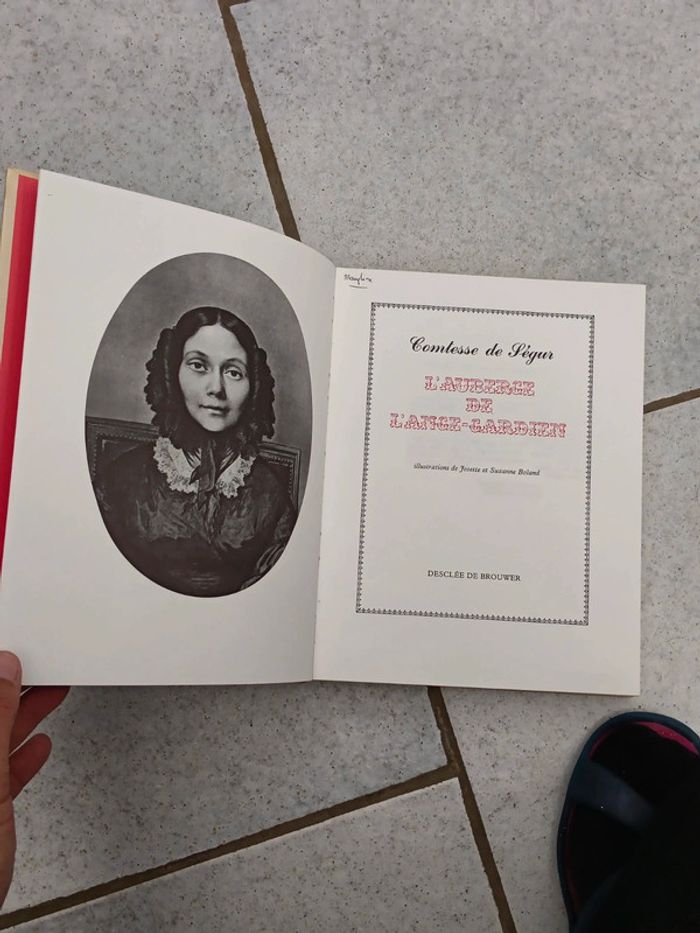 Comtesse de Ségur
L'AUBERGE
DE
L'ANGE-GARDIEN
illustrations de Josette et Suzanne Boland
DESCLÉE DE BROUWER